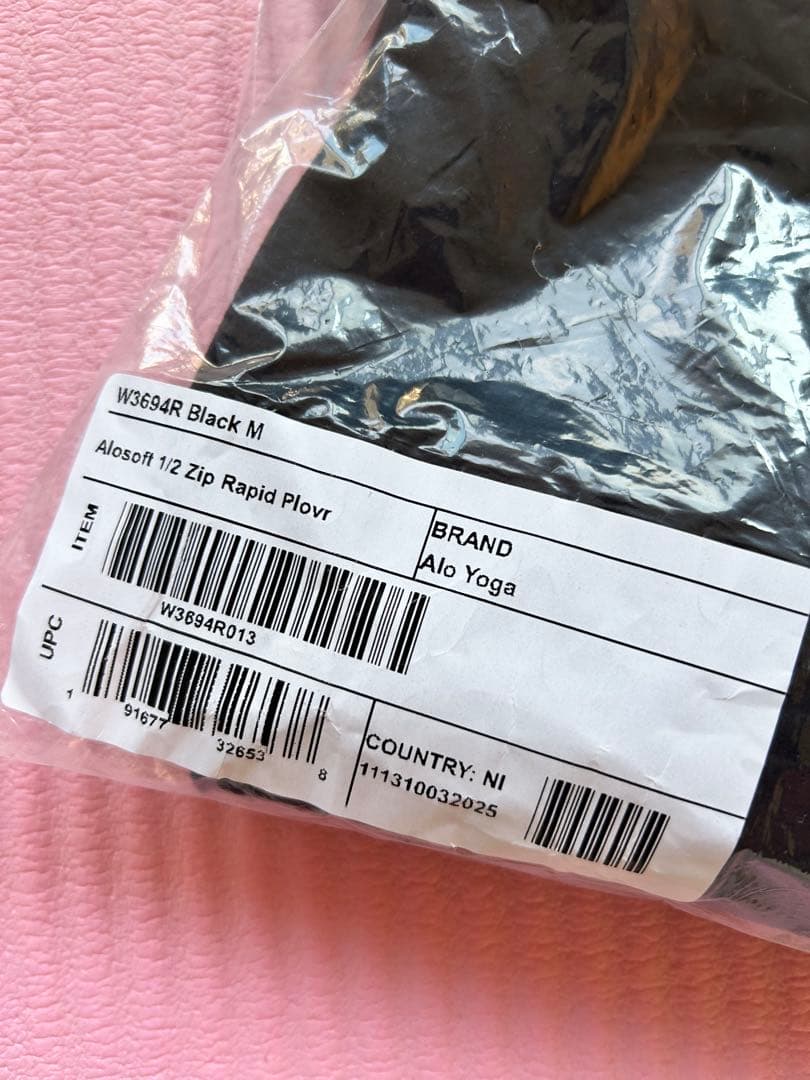 W3694R Black M
Alosoft 1/2 Zip Rapid Plovr
BRAND
Alo Yoga
ITEM
W3694R013
UPC
1 91677 32653 8
COUNTRY: NI
111310032025